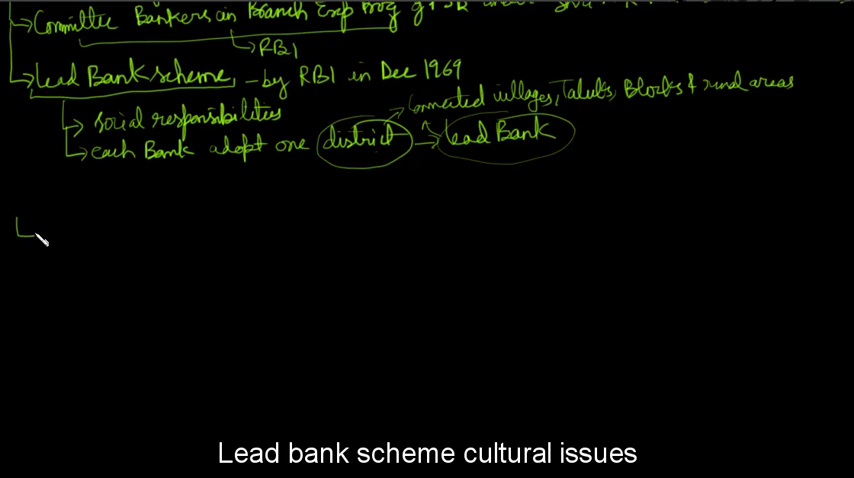 Committee Bankers in Branch Exp Prog
RBI
Lead Bank scheme, - by RBI in Dec 1969
Connected villages, Taluks, Blocks & rural areas
social responsibilities
each Bank adopt one district → Lead Bank
Lead bank scheme cultural issues